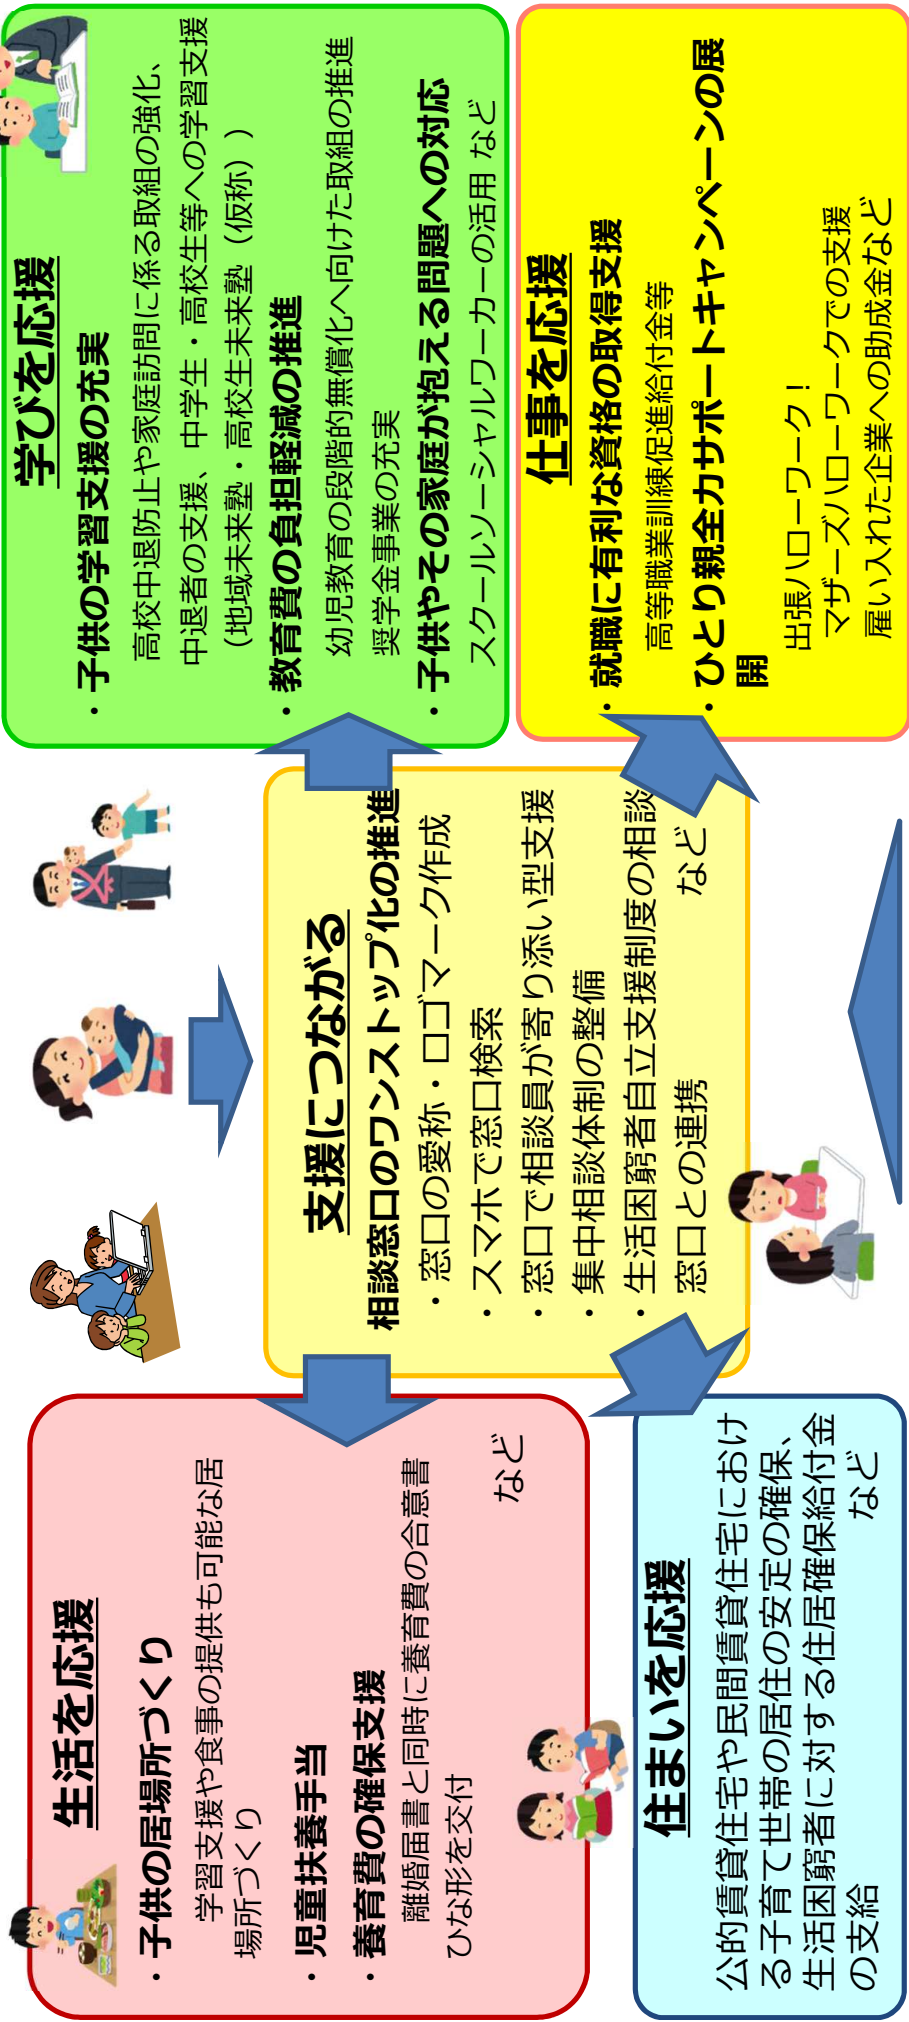 生活を応援
・子供の居場所づくり
学習支援や食事の提供も可能な居
場所づくり
・児童扶養手当
・養育費の確保支援
離婚届書と同時に養育費の合意書
ひな形を交付
など
支援につながる
相談窓口のワンストップ化の推進
・窓口の愛称・ロゴマーク作成
・スマホで窓口検索
・窓口で相談員が寄り添い型支援
・集中相談体制の整備
・生活困窮者自立支援制度の相談
窓口との連携
など
学びを応援
・子供の学習支援の充実
高校中退防止や家庭訪問に係る取組の強化、
中退者の支援、中学生・高校生等への学習支援
（地域未来塾・高校生未来塾（仮称））
・教育費の負担軽減の推進
幼児教育の段階的無償化へ向けた取組の推進
奨学金事業の充実
・子供やその家庭が抱える問題への対応
スクールソーシャルワーカーの活用 など
住まいを応援
公的賃貸住宅や民間賃貸住宅におけ
る子育て世帯の居住の安定の確保、
生活困窮者に対する住居確保給付金
の支給
など
仕事を応援
・就職に有利な資格の取得支援
高等職業訓練促進給付金等
・ひとり親全力サポートキャンペーンの展
開
出張ハローワーク！
マザーズハローワークでの支援
雇い入れた企業への助成金など